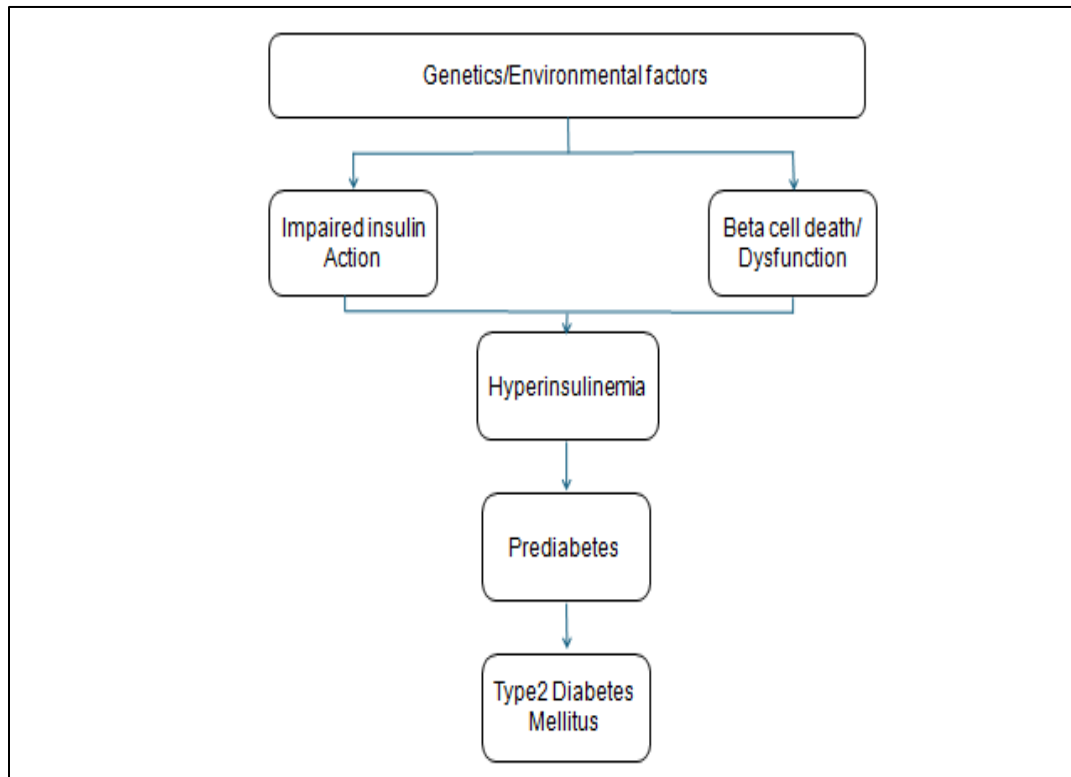 Genetics/Environmental factors
Impaired insulin
Action
Beta cell death/
Dysfunction
Hyperinsulinemia
Prediabetes
Type2 Diabetes
Mellitus